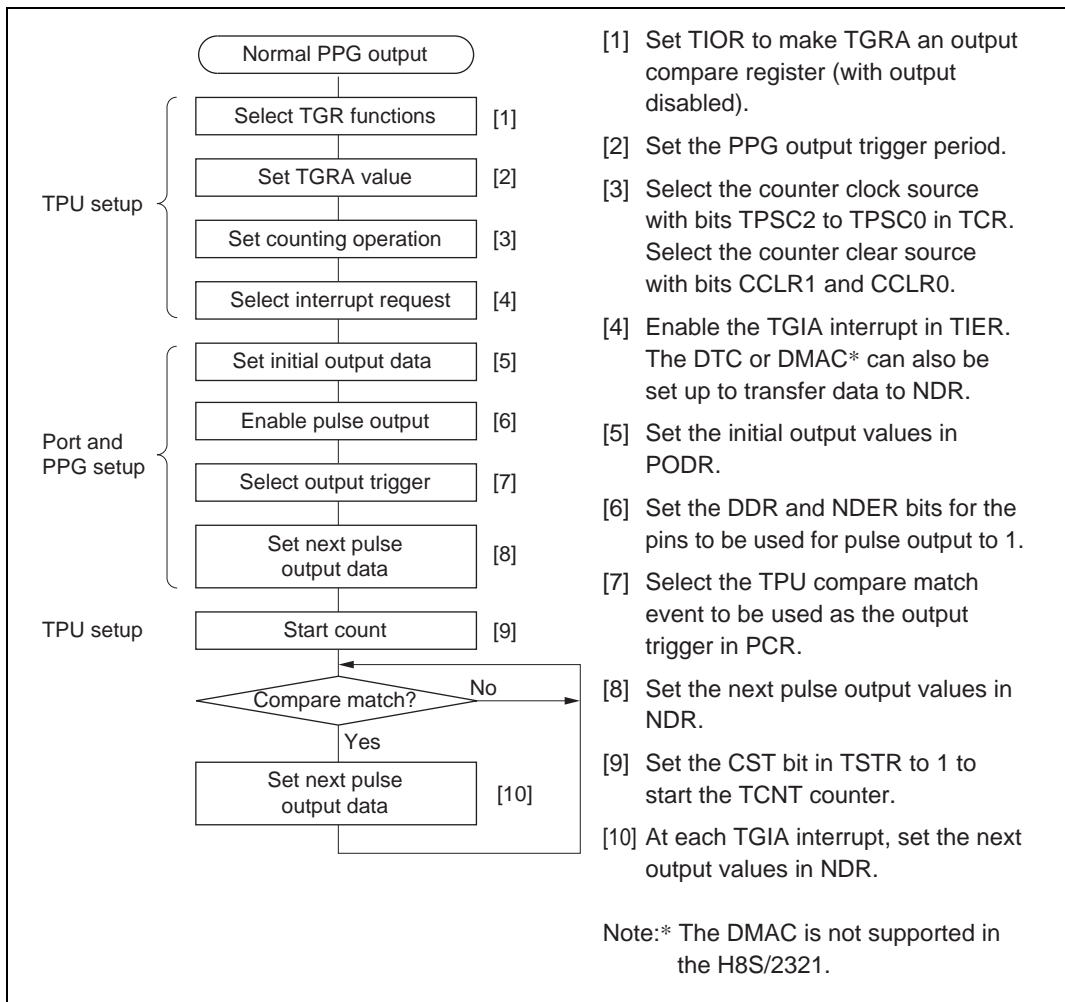 Normal PPG output
Select TGR functions [1]
Set TGRA value [2]
TPU setup
Set counting operation [3]
Select interrupt request [4]
Set initial output data [5]
Enable pulse output [6]
Port and
PPG setup
Select output trigger [7]
Set next pulse
output data
[8]
TPU setup
Start count [9]
Compare match?
No
Yes
Set next pulse
output data
[10]
[1] Set TIOR to make TGRA an output
compare register (with output
disabled).
[2] Set the PPG output trigger period.
[3] Select the counter clock source
with bits TPSC2 to TPSC0 in TCR.
Select the counter clear source
with bits CCLR1 and CCLR0.
[4] Enable the TGIA interrupt in TIER.
The DTC or DMAC* can also be
set up to transfer data to NDR.
[5] Set the initial output values in
PODR.
[6] Set the DDR and NDER bits for the
pins to be used for pulse output to 1.
[7] Select the TPU compare match
event to be used as the output
trigger in PCR.
[8] Set the next pulse output values in
NDR.
[9] Set the CST bit in TSTR to 1 to
start the TCNT counter.
[10] At each TGIA interrupt, set the next
output values in NDR.
Note:* The DMAC is not supported in
the H8S/2321.